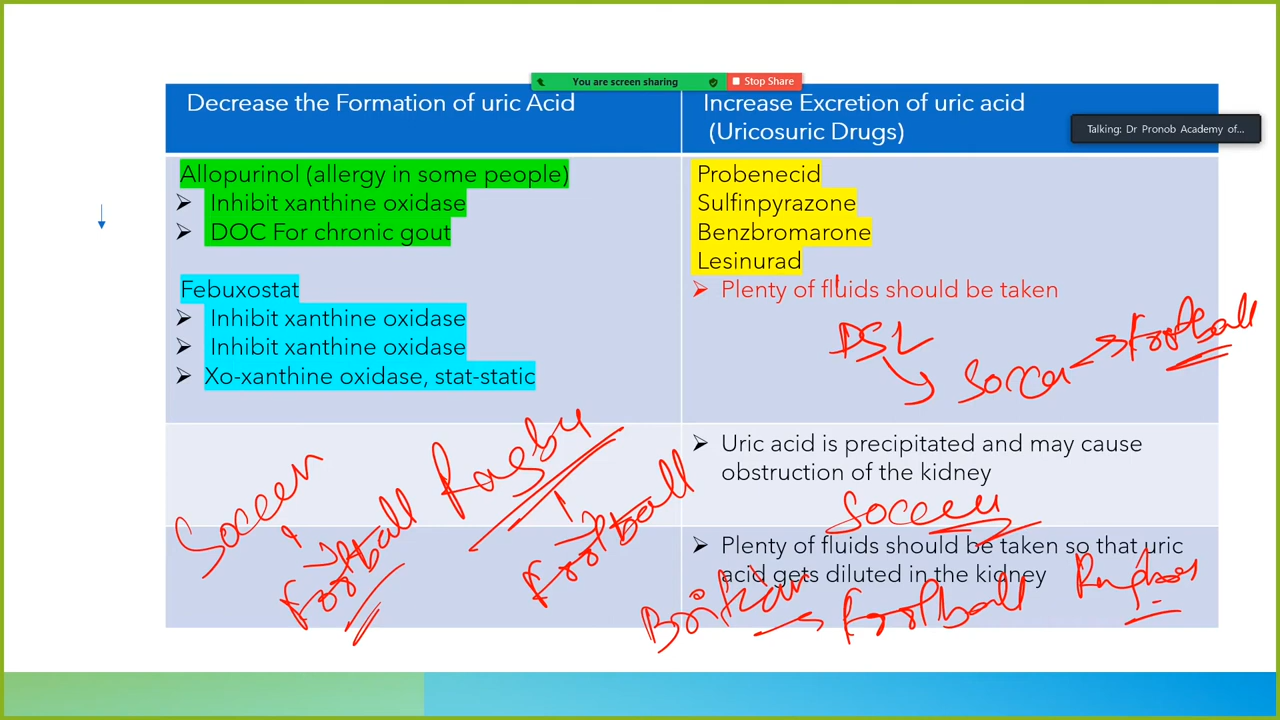 You are screen sharing
Stop Share
Decrease the Formation of uric Acid
Increase Excretion of uric acid
(Uricosuric Drugs)
Talking: Dr Pronob Academy of...
Allopurinol (allergy in some people)
Inhibit xanthine oxidase
DOC For chronic gout
Febuxostat
Inhibit xanthine oxidase
Inhibit xanthine oxidase
Xo-xanthine oxidase, stat-static
Probenecid
Sulfinpyrazone
Benzbromarone
Lesinurad
Plenty of fluids should be taken
Football
Football
Football
Uric acid is precipitated and may cause
obstruction of the kidney
Plenty of fluids should be taken so that uric
acid gets diluted in the kidney
Football